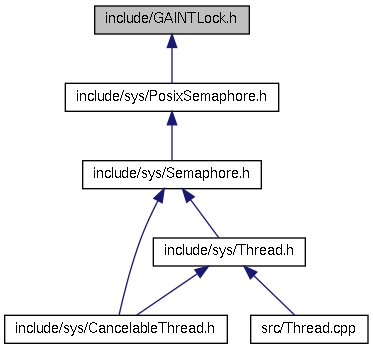 include/GAINTLock.h
include/sys/PosixSemaphore.h
include/sys/Semaphore.h
include/sys/Thread.h
include/sys/CancelableThread.h
src/Thread.cpp